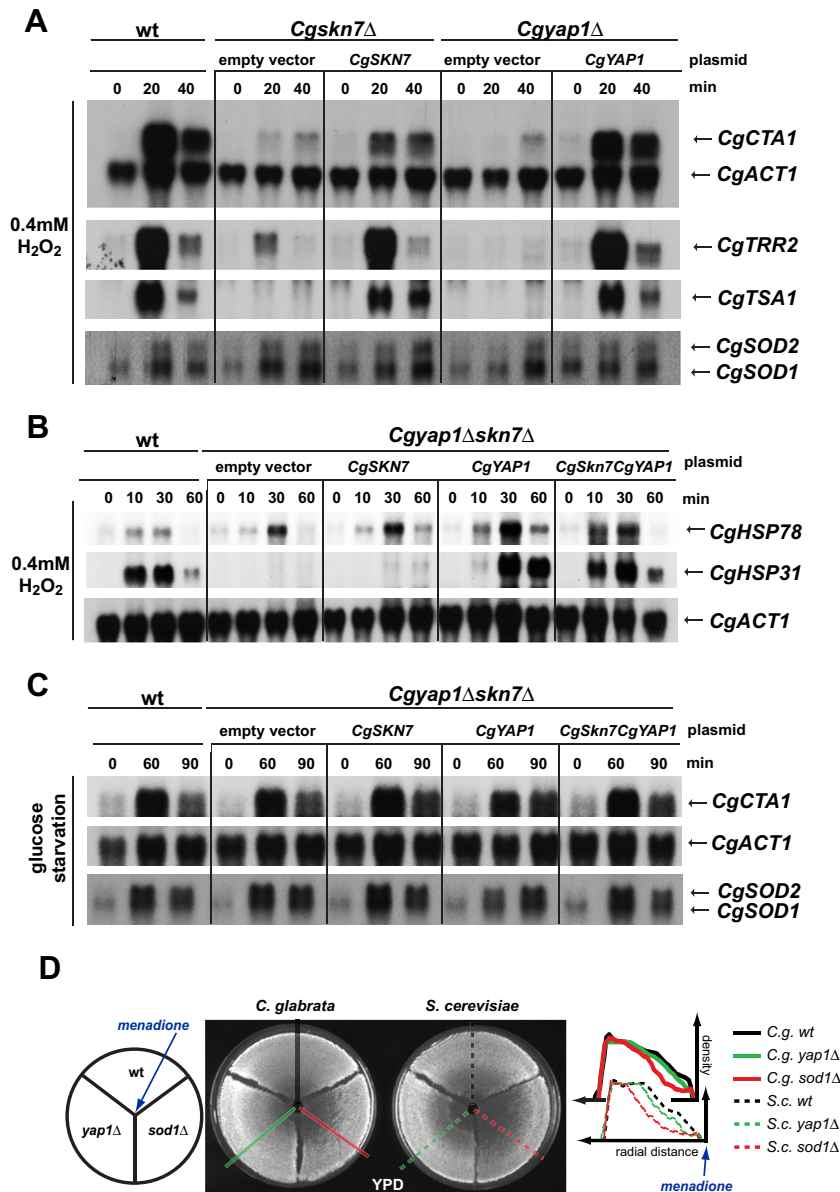 A
wt Cgskn7Δ Cgyap1Δ
empty vector CgSKN7 empty vector CgYAP1 plasmid
0 20 40 0 20 40 0 20 40 0 20 40 0 20 40 min
0.4mM
H2O2
← CgCTA1
← CgACT1
← CgTRR2
← CgTSA1
← CgSOD2
← CgSOD1
B
wt Cgyap1Δskn7Δ
empty vector CgSKN7 CgYAP1 CgSkn7CgYAP1 plasmid
0 10 30 60 0 10 30 60 0 10 30 60 0 10 30 60 0 10 30 60 min
0.4mM
H2O2
← CgHSP78
← CgHSP31
← CgACT1
C
wt Cgyap1Δskn7Δ
empty vector CgSKN7 CgYAP1 CgSkn7CgYAP1 plasmid
0 60 90 0 60 90 0 60 90 0 60 90 0 60 90 min
glucose
starvation
← CgCTA1
← CgACT1
← CgSOD2
← CgSOD1
D
C. glabrata S. cerevisiae
menadione
wt
yap1Δ sod1Δ
YPD
density
radial distance
menadione
C.g. wt
C.g. yap1Δ
C.g. sod1Δ
S.c. wt
S.c. yap1Δ
S.c. sod1Δ